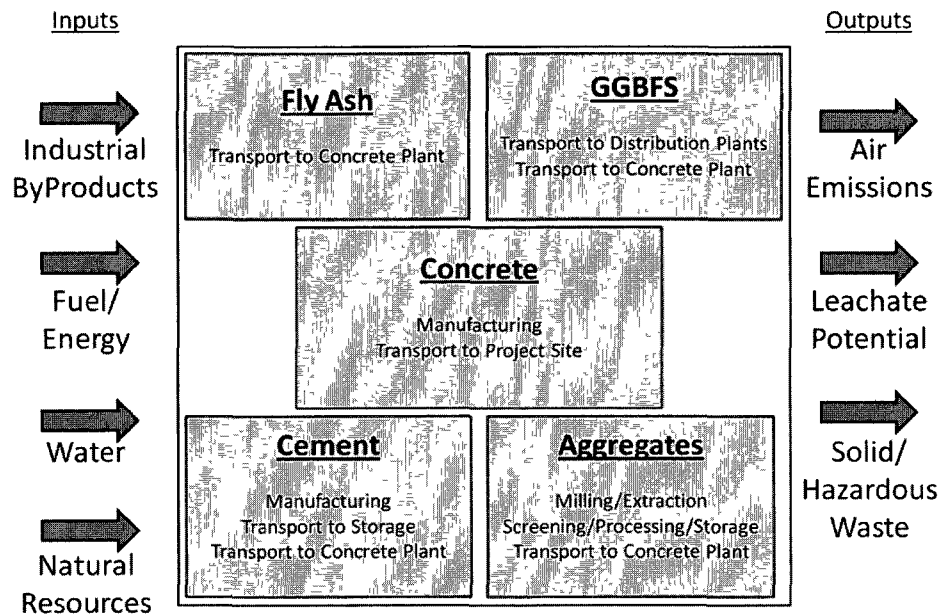 Inputs
Outputs
Industrial
ByProducts
Fuel/
Energy
Water
Natural
Resources
Fly Ash
Transport to Concrete Plant
GGBFS
Transport to Distribution Plants
Transport to Concrete Plant
Concrete
Manufacturing
Transport to Project Site
Cement
Manufacturing
Transport to Storage
Transport to Concrete Plant
Aggregates
Milling/Extraction
Screening/Processing/Storage
Transport to Concrete Plant
Air
Emissions
Leachate
Potential
Solid/
Hazardous
Waste